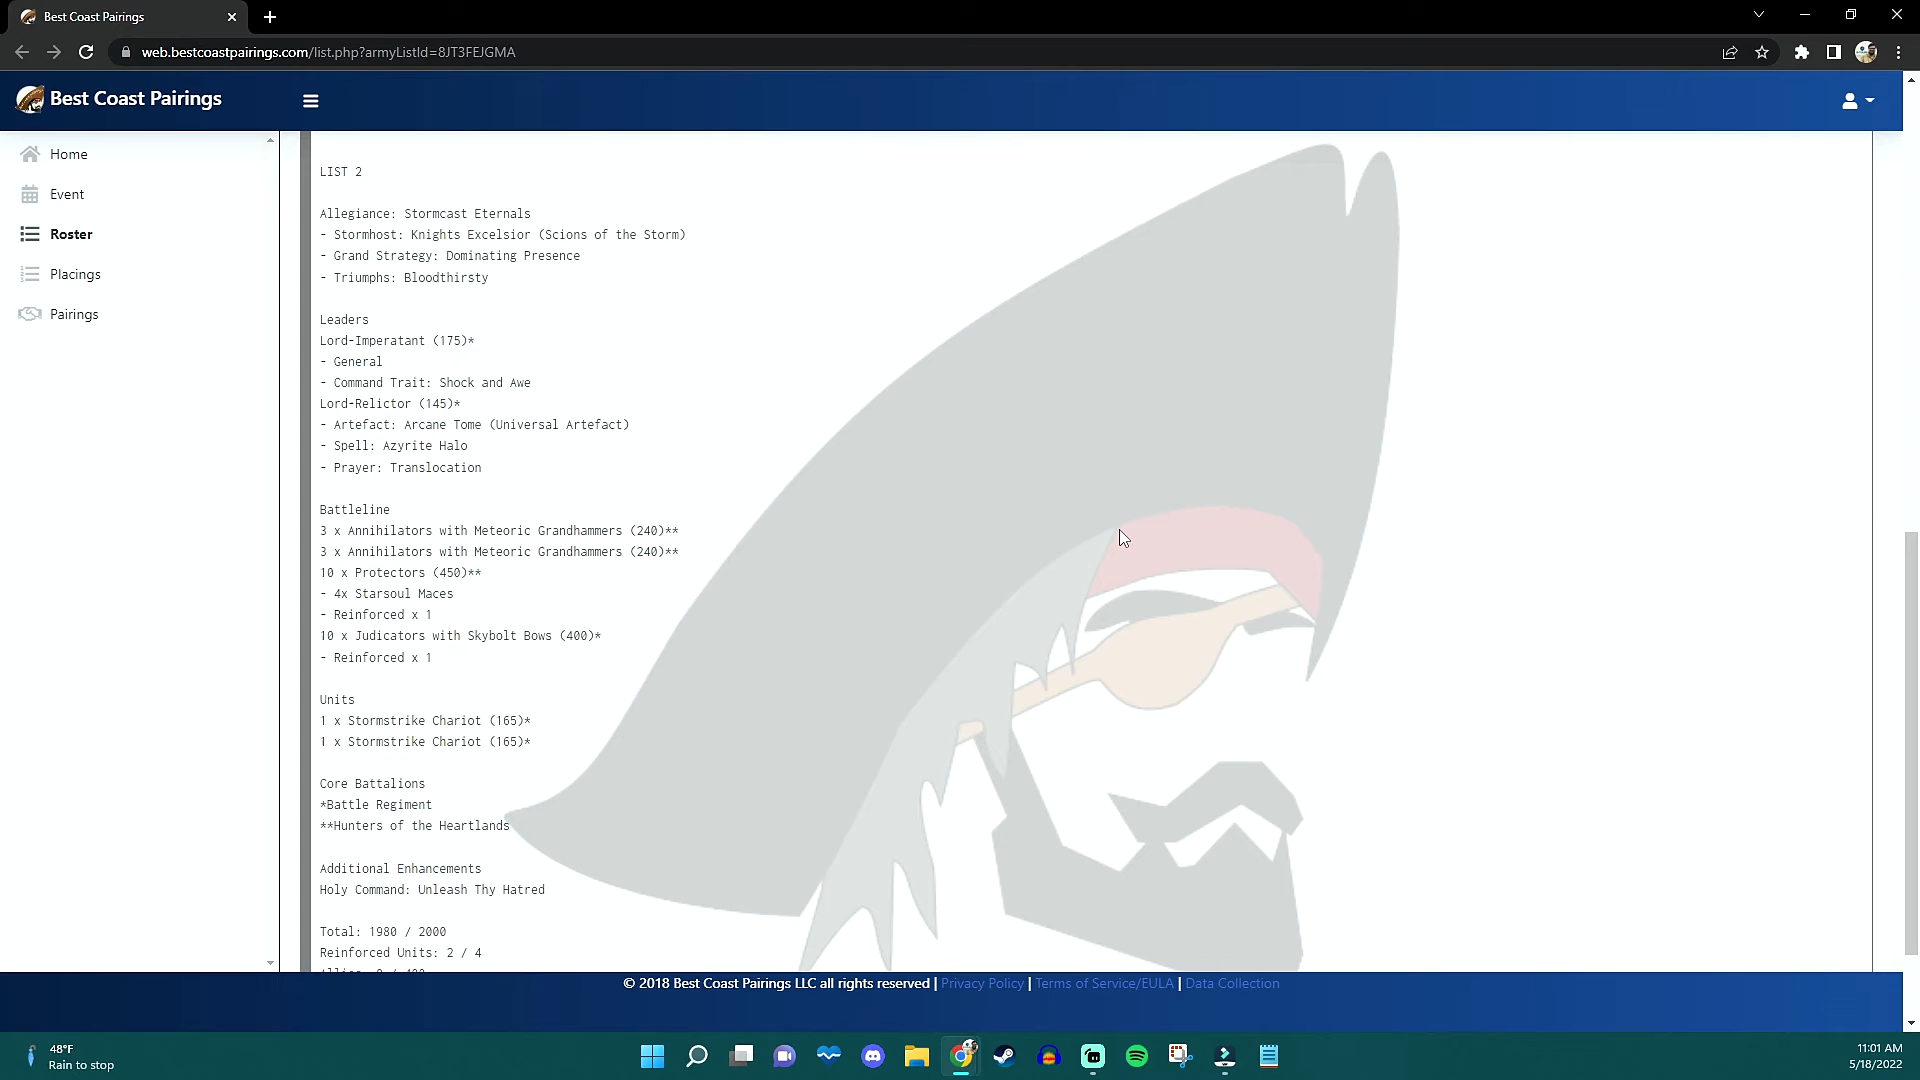 Best Coast Pairings
web.bestcoastpairings.com/list.php?armyListId=8JT3FEJGMA
Best Coast Pairings
Home
Event
Roster
Placings
Pairings
LIST 2
Allegiance: Stormcast Eternals
- Stormhost: Knights Excelsior (Scions of the Storm)
- Grand Strategy: Dominating Presence
- Triumphs: Bloodthirsty
Leaders
Lord-Imperatant (175)*
- General
- Command Trait: Shock and Awe
Lord-Relictor (145)*
- Artefact: Arcane Tome (Universal Artefact)
- Spell: Azyrite Halo
- Prayer: Translocation
Battleline
3 x Annihilators with Meteoric Grandhammers (240)**
3 x Annihilators with Meteoric Grandhammers (240)**
10 x Protectors (450)**
- 4x Starsoul Maces
- Reinforced x 1
10 x Judicators with Skybolt Bows (400)*
- Reinforced x 1
Units
1 x Stormstrike Chariot (165)*
1 x Stormstrike Chariot (165)*
Core Battalions
*Battle Regiment
**Hunters of the Heartlands
Additional Enhancements
Holy Command: Unleash Thy Hatred
Total: 1980 / 2000
Reinforced Units: 2 / 4
© 2018 Best Coast Pairings LLC all rights reserved | Privacy Policy | Terms of Service/EULA | Data Collection
48°F
Rain to stop
11:01 AM
5/18/2022